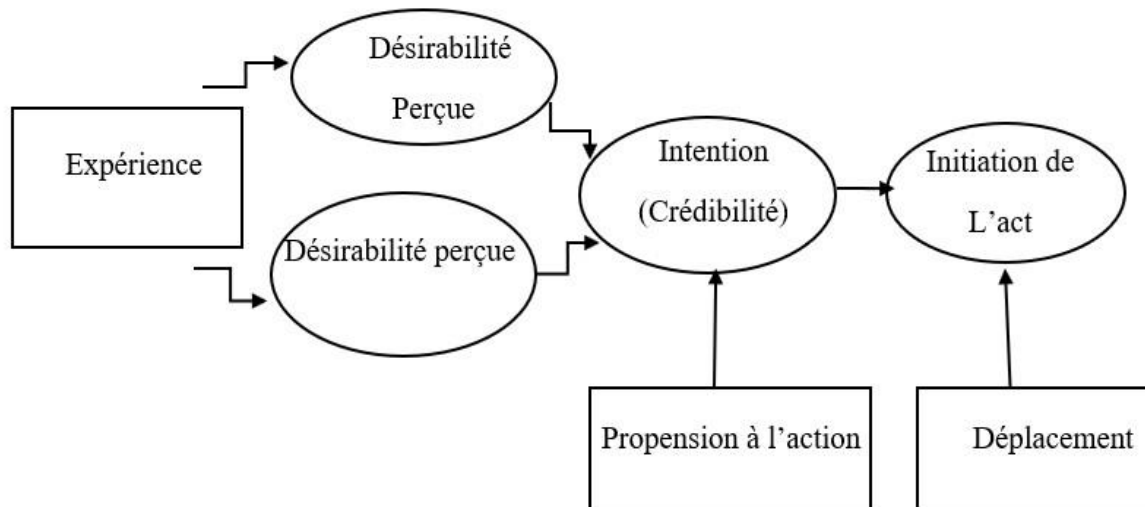 Désirabilité
Perçue
Expérience
Désirabilité perçue
Intention
(Crédibilité)
Initiation de
L’act
Propension à l’action
Déplacement